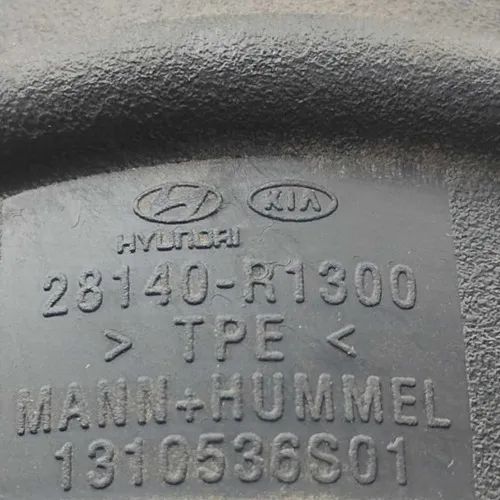 KIA
HYUNDAI
28140-R1300
> TPE <
MANN+HUMMEL
1310536S01